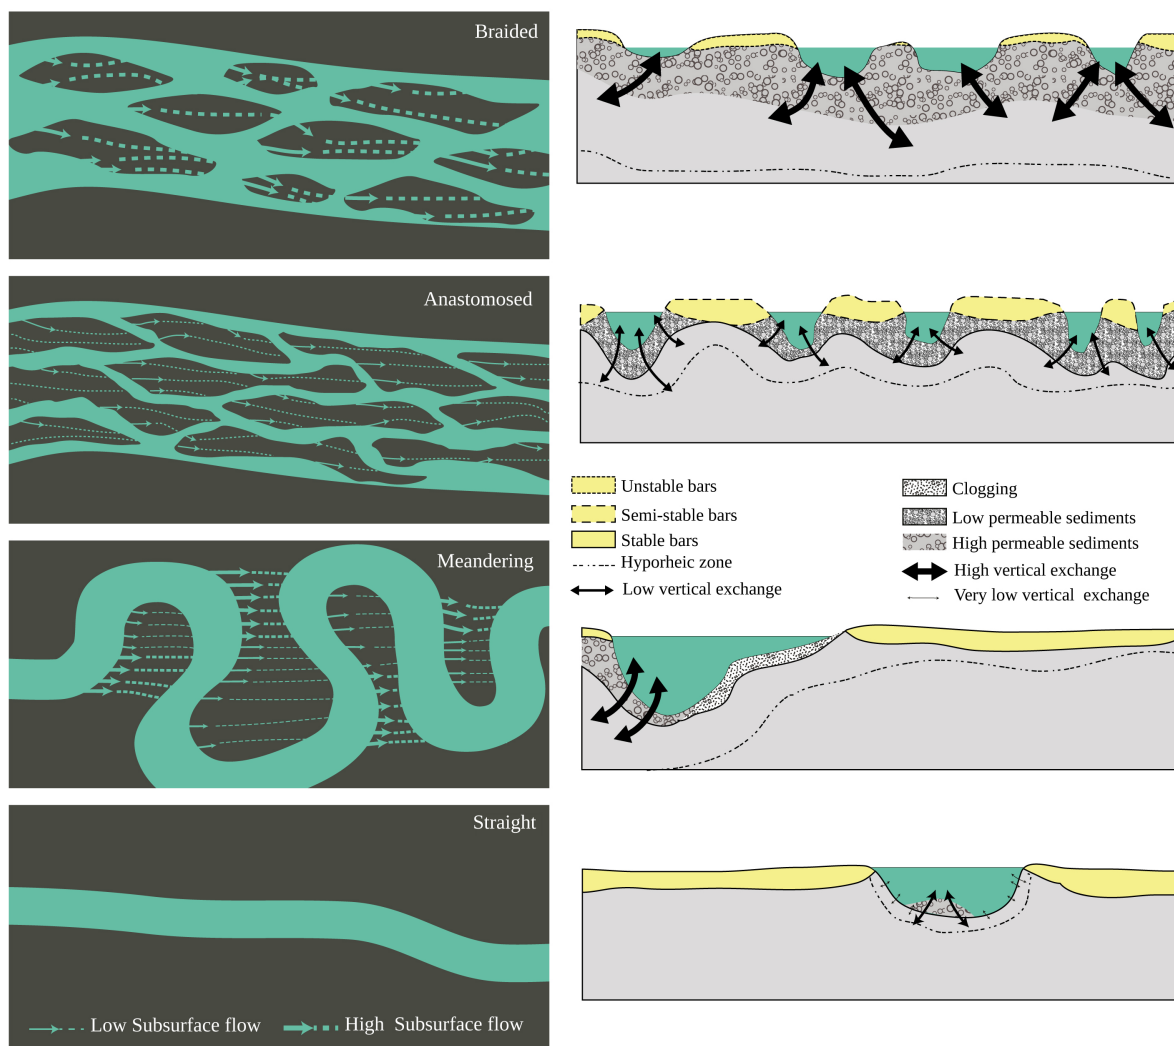 Braided
Anastomosed
Unstable bars
Semi-stable bars
Stable bars
Hyporheic zone
Low vertical exchange
Clogging
Low permeable sediments
High permeable sediments
High vertical exchange
Very low vertical exchange
Meandering
Straight
Low Subsurface flow
High Subsurface flow